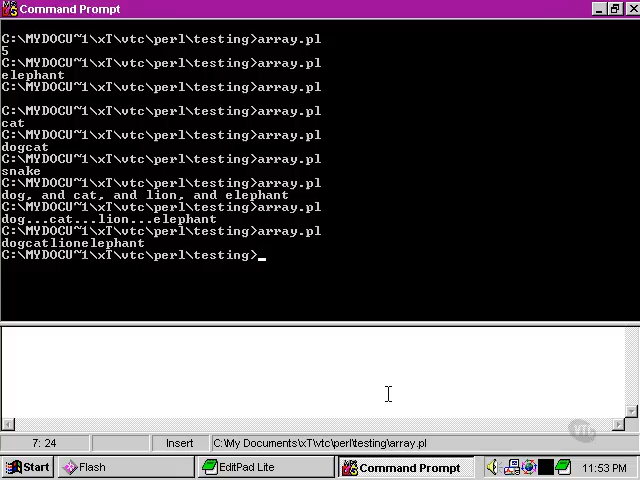 Command Prompt
C:\MYDOCU~1\xT\vtc\perl\testing>array.pl
5
C:\MYDOCU~1\xT\vtc\perl\testing>array.pl
elephant
C:\MYDOCU~1\xT\vtc\perl\testing>array.pl
C:\MYDOCU~1\xT\vtc\perl\testing>array.pl
cat
C:\MYDOCU~1\xT\vtc\perl\testing>array.pl
dogcat
C:\MYDOCU~1\xT\vtc\perl\testing>array.pl
snake
C:\MYDOCU~1\xT\vtc\perl\testing>array.pl
dog, and cat, and lion, and elephant
C:\MYDOCU~1\xT\vtc\perl\testing>array.pl
dog...cat...lion...elephant
C:\MYDOCU~1\xT\vtc\perl\testing>array.pl
dogcatlionelephant
C:\MYDOCU~1\xT\vtc\perl\testing>_
VTC
7: 24 Insert C:\My Documents\xT\vtc\perl\testing\array.pl
Start Flash EditPad Lite Command Prompt 11:53 PM